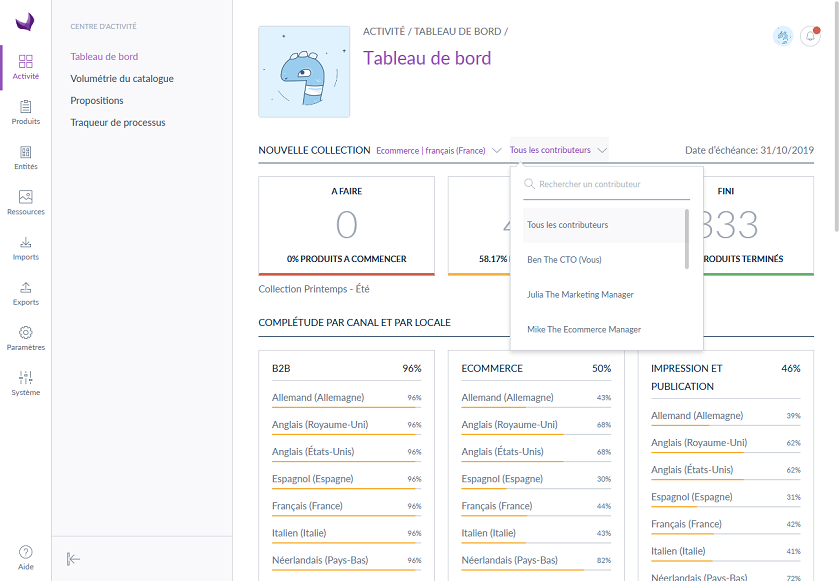 CENTRE D'ACTIVITÉ
Tableau de bord
Volumétrie du catalogue
Propositions
Traqueur de processus
Activité
Produits
Entités
Ressources
Imports
Exports
Paramètres
Système
Aide
ACTIVITÉ / TABLEAU DE BORD /
Tableau de bord
NOUVELLE COLLECTION Ecommerce | français (France) Tous les contributeurs Date d'échéance: 31/10/2019
A FAIRE
0
0% PRODUITS A COMMENCER
58.17%
FINI
333
PRODUITS TERMINÉS
Rechercher un contributeur
Tous les contributeurs
Ben The CTO (Vous)
Julia The Marketing Manager
Mike The Ecommerce Manager
Collection Printemps - Été
COMPLÉTUDE PAR CANAL ET PAR LOCALE
B2B 96%
Allemand (Allemagne) 96%
Anglais (Royaume-Uni) 96%
Anglais (États-Unis) 96%
Espagnol (Espagne) 96%
Français (France) 96%
Italien (Italie) 96%
Néerlandais (Pays-Bas) 96%
ECOMMERCE 50%
Allemand (Allemagne) 43%
Anglais (Royaume-Uni) 68%
Anglais (États-Unis) 68%
Espagnol (Espagne) 30%
Français (France) 44%
Italien (Italie) 43%
Néerlandais (Pays-Bas) 82%
IMPRESSION ET 46%
PUBLICATION
Allemand (Allemagne) 39%
Anglais (Royaume-Uni) 62%
Anglais (États-Unis) 62%
Espagnol (Espagne) 31%
Français (France) 42%
Italien (Italie) 41%
Néerlandais (Pays-Bas) 72%